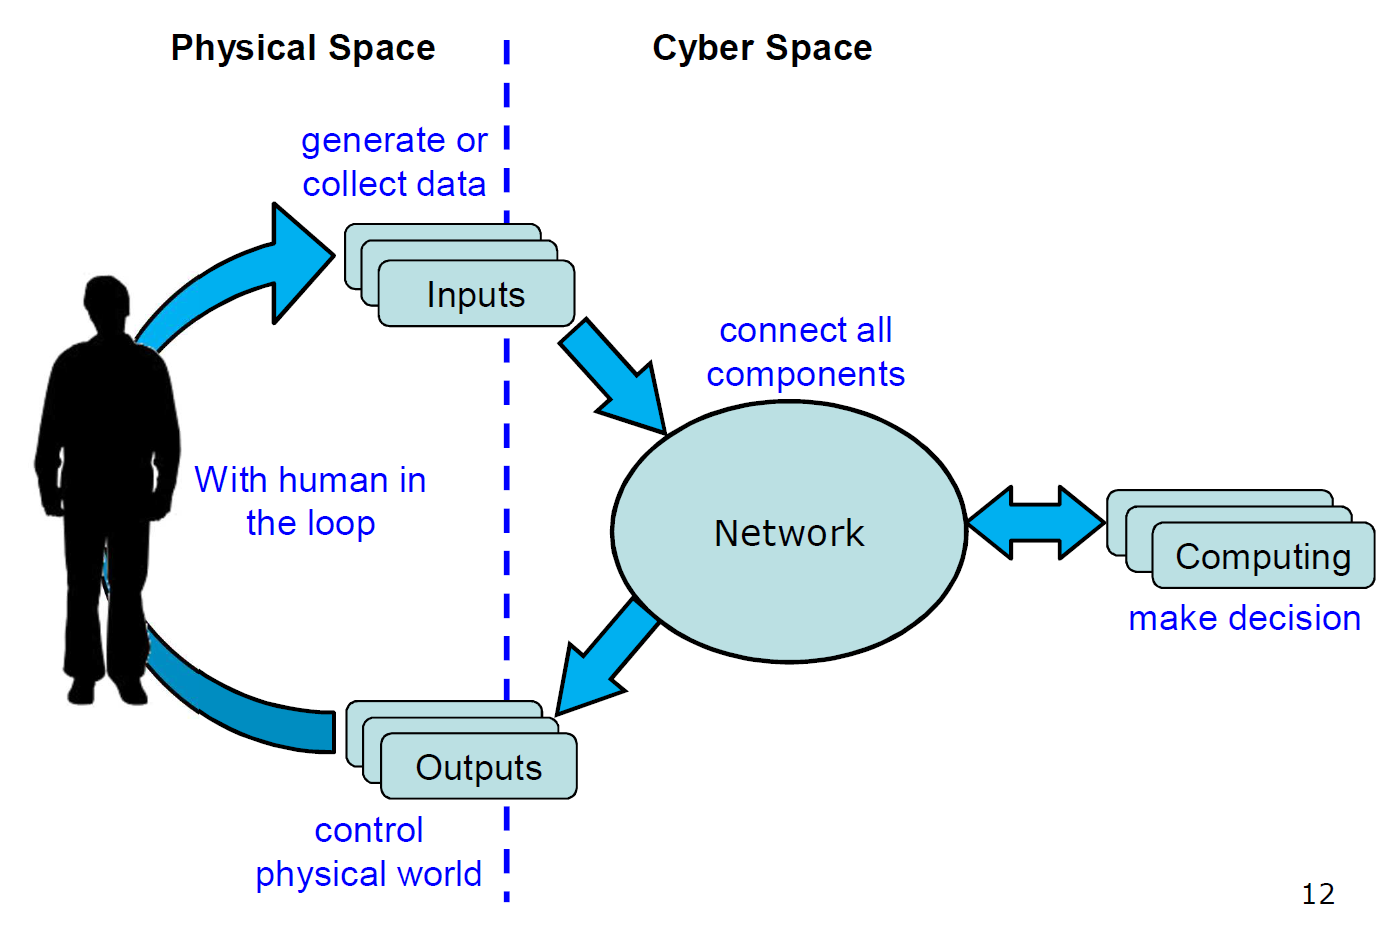 Physical Space
Cyber Space
generate or
collect data
Inputs
connect all
components
With human in
the loop
Network
Computing
make decision
Outputs
control
physical world
12